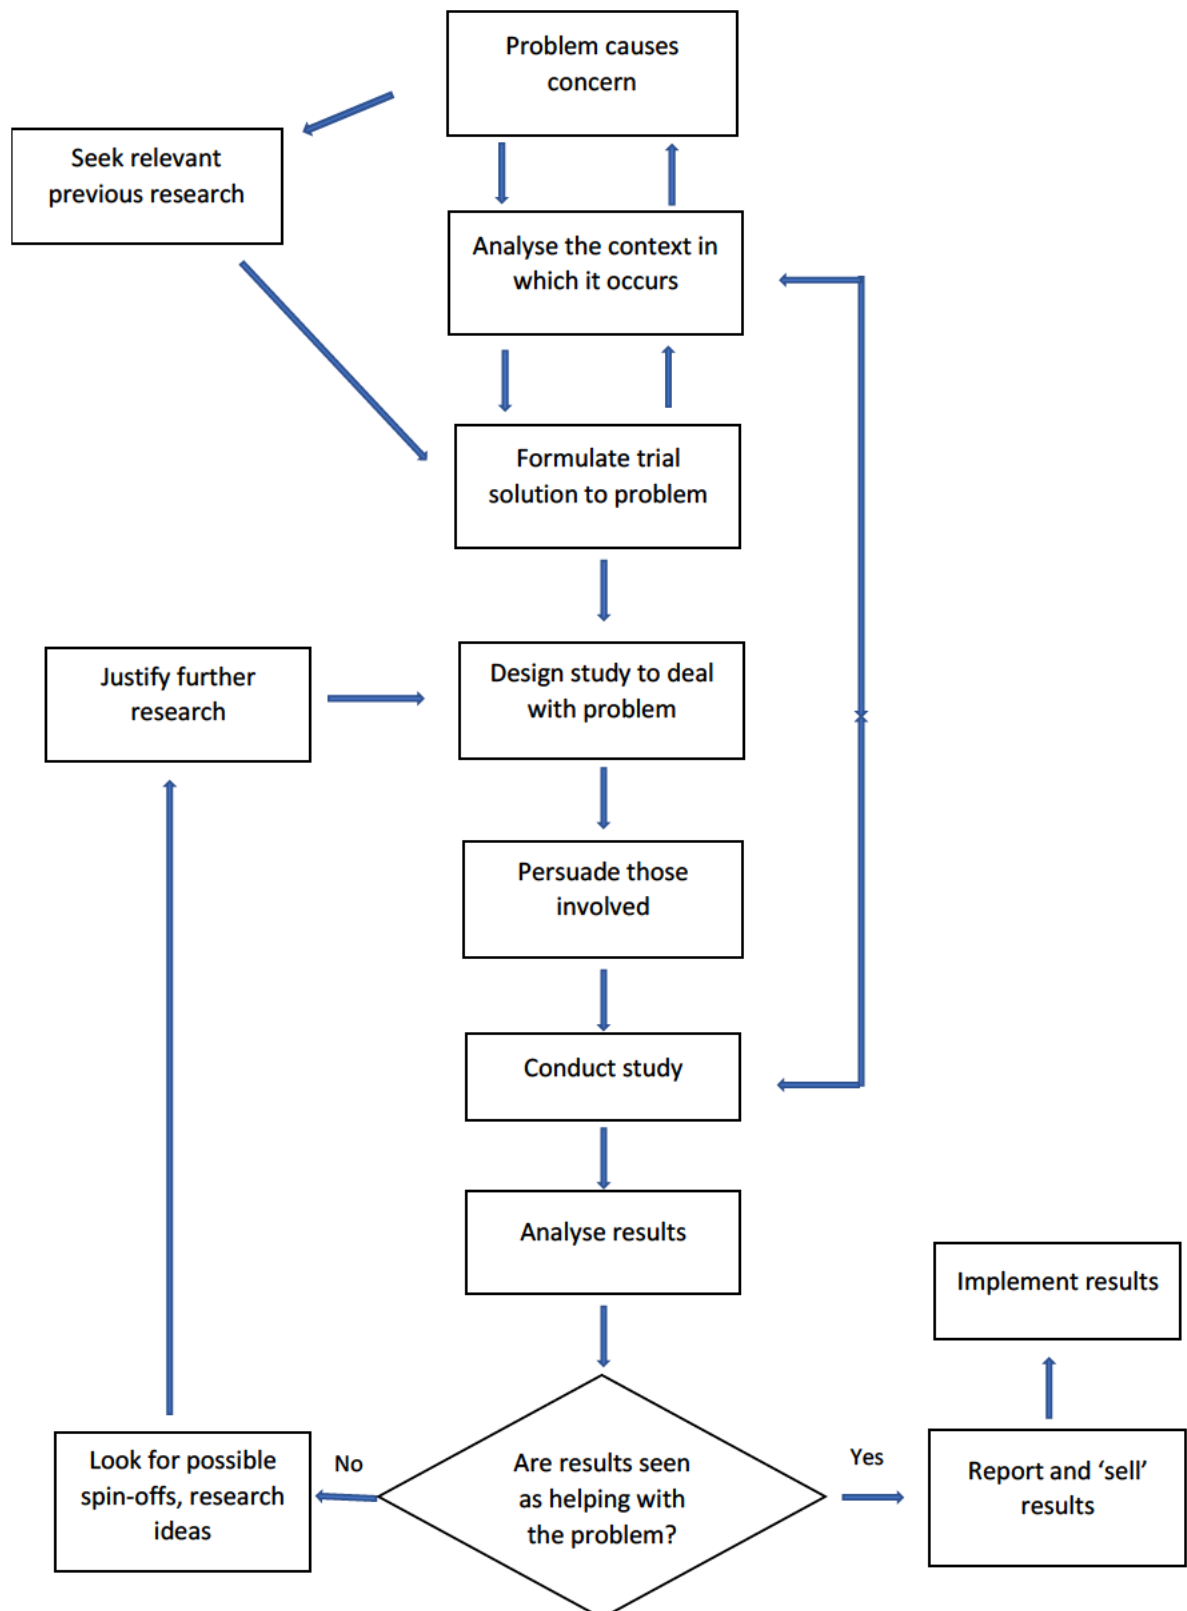 Problem causes
concern
Seek relevant
previous research
Analyse the context in
which it occurs
Formulate trial
solution to problem
Justify further
research
Design study to deal
with problem
Persuade those
involved
Conduct study
Analyse results
Implement results
Look for possible
spin-offs, research
ideas
No
Are results seen
as helping with
the problem?
Yes
Report and ‘sell’
results